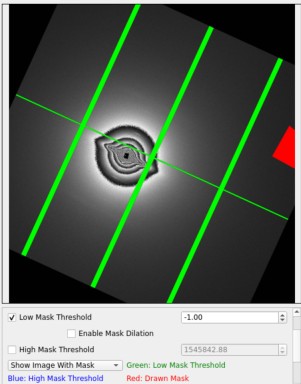 Low Mask Threshold -1.00
Enable Mask Dilation
High Mask Threshold 1545842.88
Show Image With Mask Green: Low Mask Threshold
Blue: High Mask Threshold Red: Drawn Mask